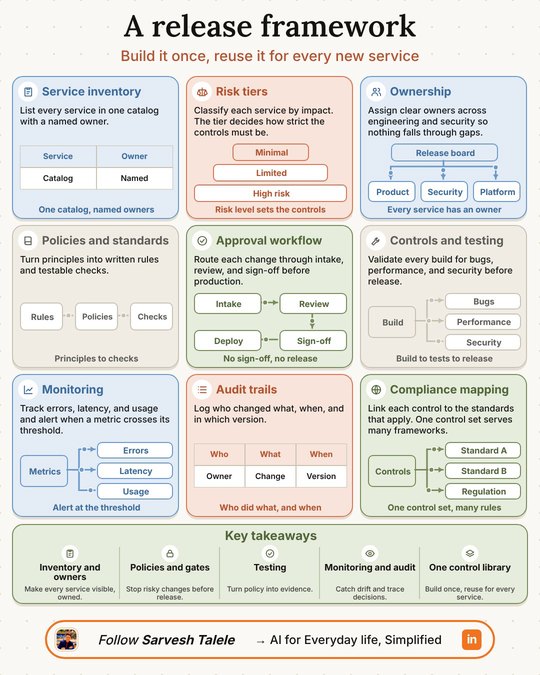 A release framework
Build it once, reuse it for every new service
Service inventory
List every service in one catalog
with a named owner.
Service Owner
Catalog Named
One catalog, named owners
Risk tiers
Classify each service by impact.
The tier decides how strict the
controls must be.
Minimal
Limited
High risk
Risk level sets the controls
Ownership
Assign clear owners across
engineering and security so
nothing falls through gaps.
Release board
Product Security Platform
Every service has an owner
Policies and standards
Turn principles into written rules
and testable checks.
Rules Policies Checks
Principles to checks
Approval workflow
Route each change through intake,
review, and sign-off before
production.
Intake Review
Deploy Sign-off
No sign-off, no release
Controls and testing
Validate every build for bugs,
performance, and security before
release.
Bugs
Build Performance
Security
Build to tests to release
Monitoring
Track errors, latency, and usage
and alert when a metric crosses its
threshold.
Errors
Metrics Latency
Usage
Alert at the threshold
Audit trails
Log who changed what, when, and
in which version.
Who What When
Owner Change Version
Who did what, and when
Compliance mapping
Link each control to the standards
that apply. One control set serves
many frameworks.
Standard A
Controls Standard B
Regulation
One control set, many rules
Key takeaways
Inventory and
owners
Make every service visible,
owned.
Policies and gates
Stop risky changes before
release.
Testing
Turn policy into evidence.
Monitoring and audit
Catch drift and trace
decisions.
One control library
Build once, reuse for every
service.
Follow Sarvesh Talele → AI for Everyday life, Simplified in